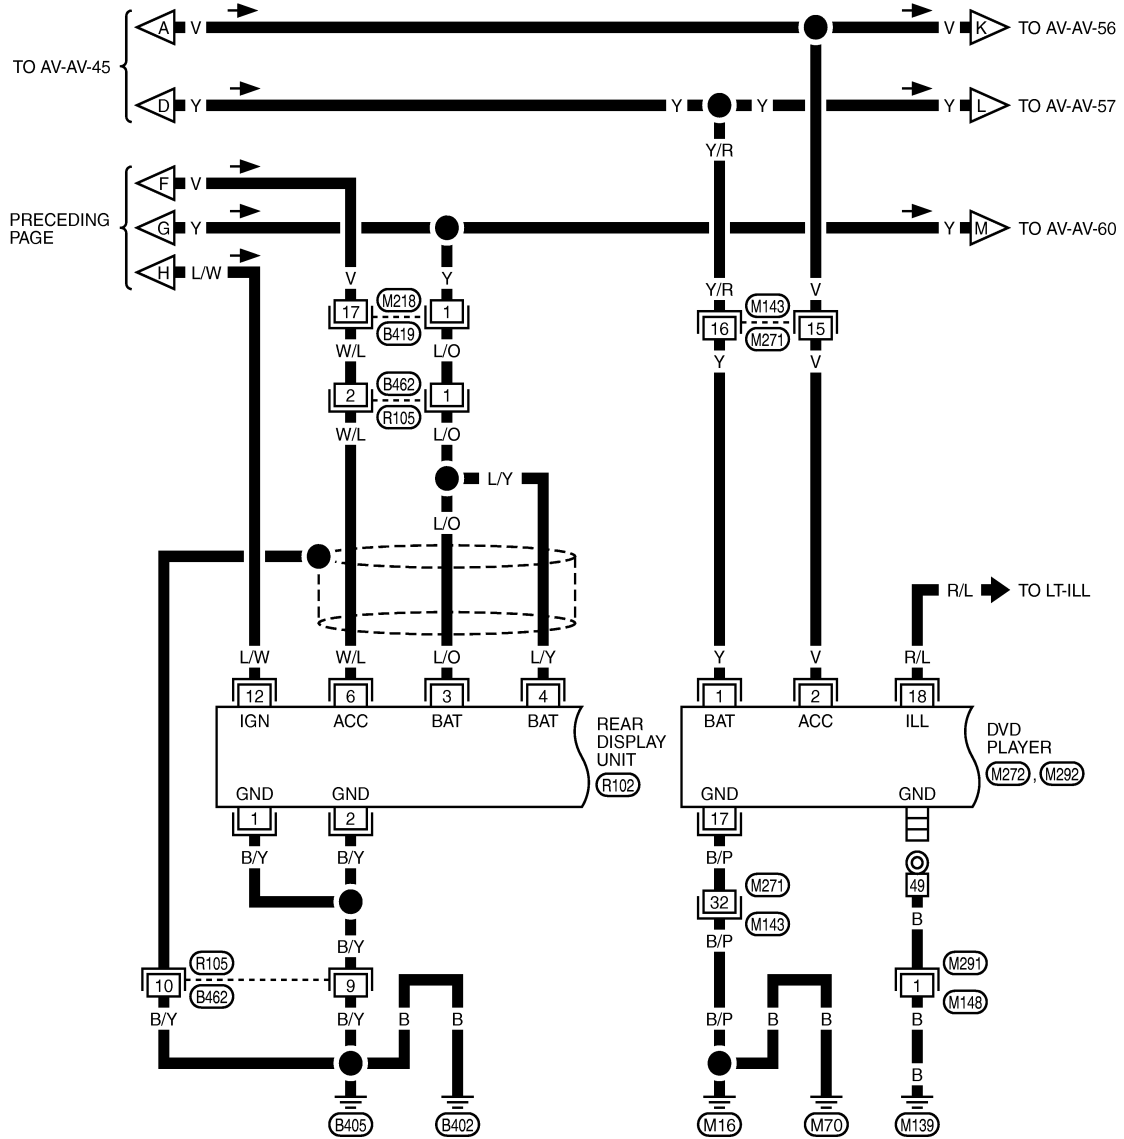 A V V K TO AV-AV-56
TO AV-AV-45
D Y Y Y Y L TO AV-AV-57
Y/R
F V
PRECEDING
PAGE
G Y Y M TO AV-AV-60
H L/W
V Y Y/R V
17 M218 1
B419
16 M143 15
M271
W/L L/O Y V
2 B462 1
R105
W/L L/O
L/Y
L/O
R/L TO LT-ILL
L/W W/L L/O L/Y Y V R/L
12 6 3 4 1 2 18
IGN ACC BAT BAT BAT ACC ILL
REAR
DISPLAY
UNIT
R102
DVD
PLAYER
M272 , M292
GND GND GND GND
1 2 17
B/Y B/Y B/P 49
32 M271
M143
B
B/Y B/P
10 R105 9
B462
1 M291
M148
B/Y B/Y B B B/P B B B
B
B405 B402 M16 M70 M139